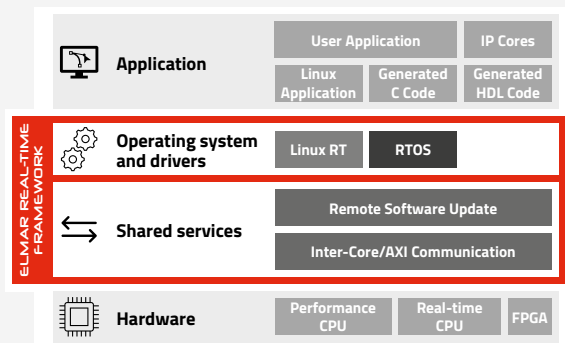 Application
User Application
IP Cores
Linux
Application
Generated
C Code
Generated
HDL Code
ELMAR REAL-TIME
FRAMEWORK
Operating system
and drivers
Linux RT
RTOS
Shared services
Remote Software Update
Inter-Core/AXI Communication
Hardware
Performance
CPU
Real-time
CPU
FPGA